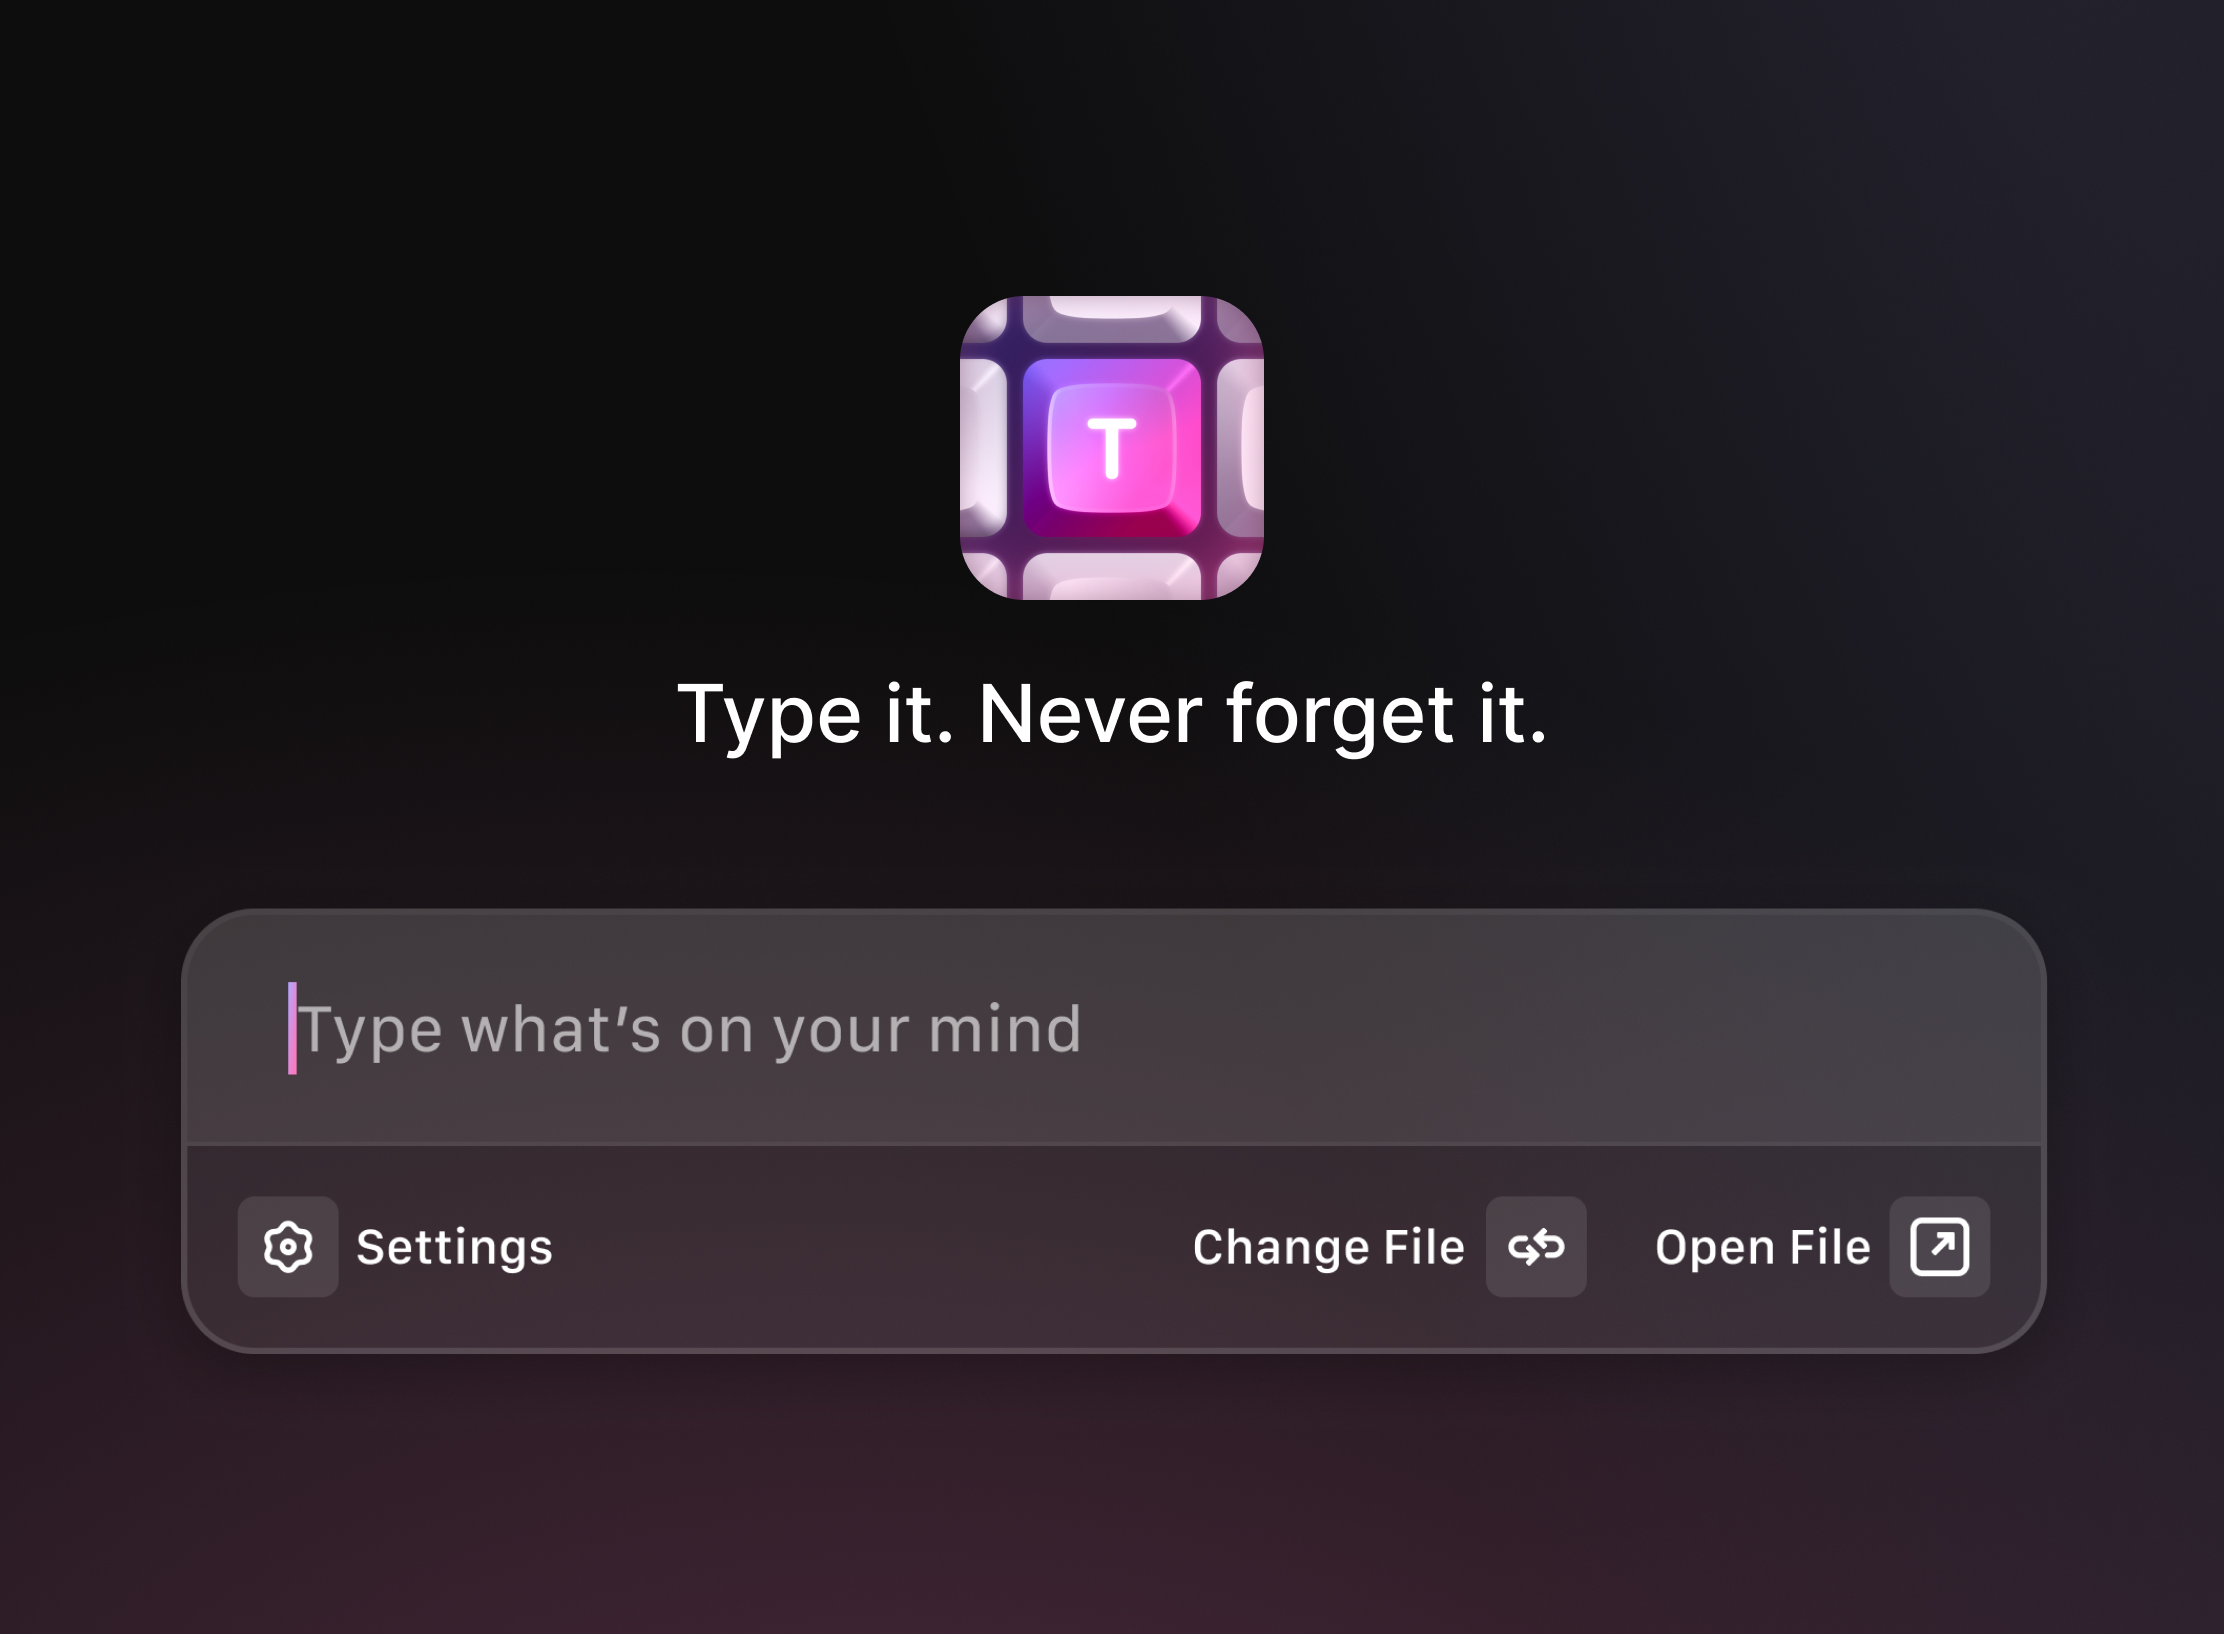 T
Type it. Never forget it.
Type what's on your mind
Settings
Change File
Open File